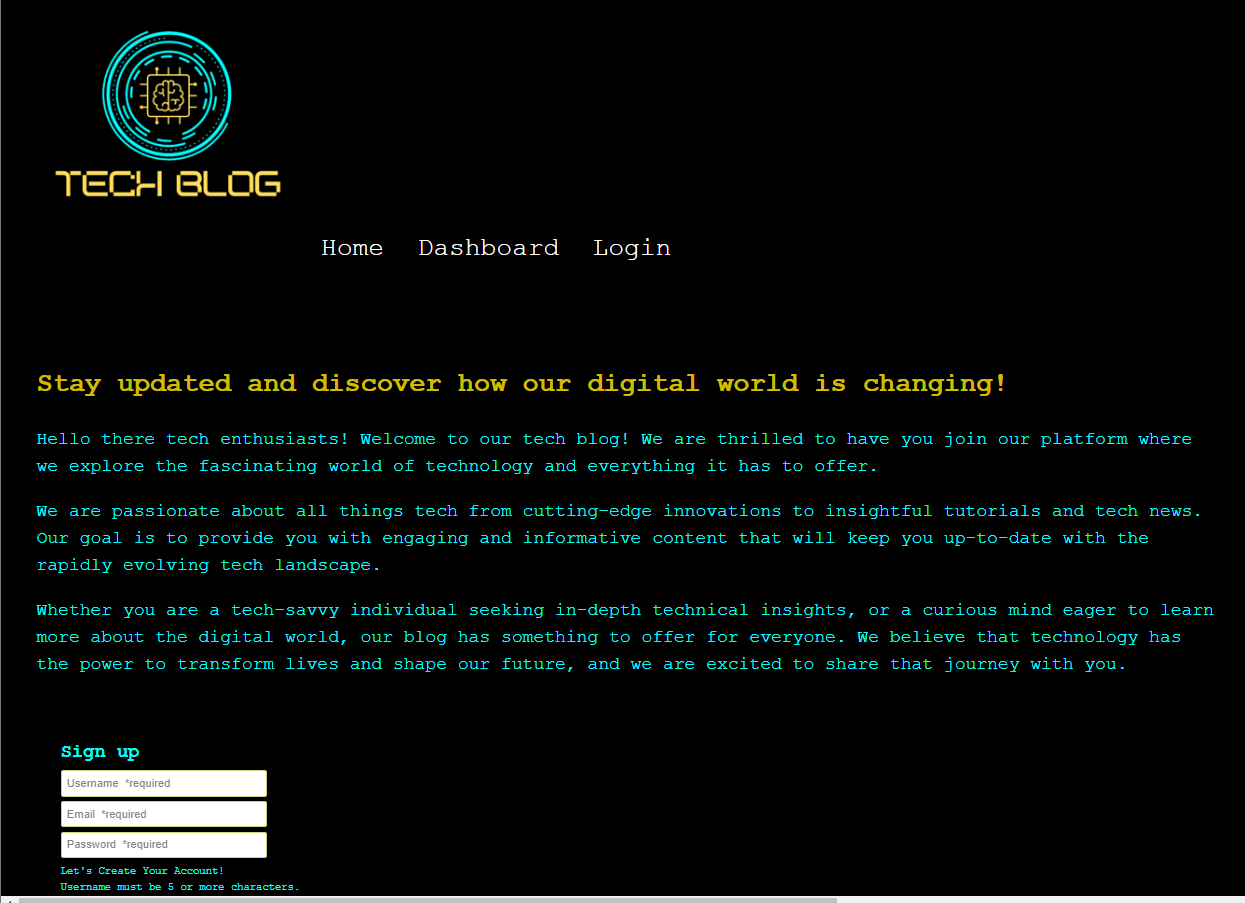 TECH BLOG
Home Dashboard Login
Stay updated and discover how our digital world is changing!
Hello there tech enthusiasts! Welcome to our tech blog! We are thrilled to have you join our platform where
we explore the fascinating world of technology and everything it has to offer.
We are passionate about all things tech from cutting-edge innovations to insightful tutorials and tech news.
Our goal is to provide you with engaging and informative content that will keep you up-to-date with the
rapidly evolving tech landscape.
Whether you are a tech-savvy individual seeking in-depth technical insights, or a curious mind eager to learn
more about the digital world, our blog has something to offer for everyone. We believe that technology has
the power to transform lives and shape our future, and we are excited to share that journey with you.
Sign up
Username *required
Email *required
Password *required
Let's Create Your Account!
Username must be 5 or more characters.